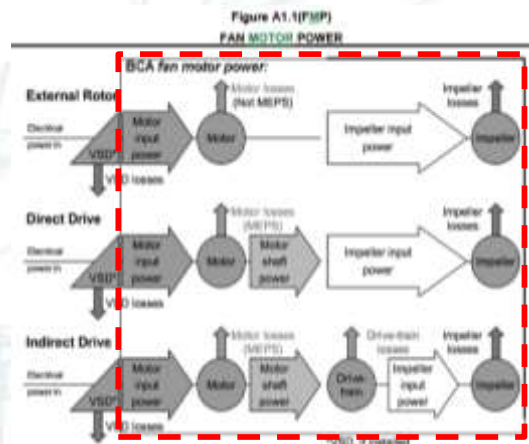 Figure A1.1(FMP)
FAN MOTOR POWER
BCA fan motor power:
External Rotor
Electrical power in
VSD*
VSD losses
Motor input power
Motor losses
(Not MEPS)
Motor
Impeller input power
Impeller losses
Impeller
Direct Drive
Electrical power in
VSD*
VSD losses
Motor input power
Motor losses
(MEPS)
Motor
Motor shaft power
Impeller input power
Impeller losses
Impeller
Indirect Drive
Electrical power in
VSD*
VSD losses
Motor input power
Motor losses
(MEPS)
Motor
Motor shaft power
Drive-train losses
Drive-train
Impeller input power
Impeller losses
Impeller
*VSD, if installed